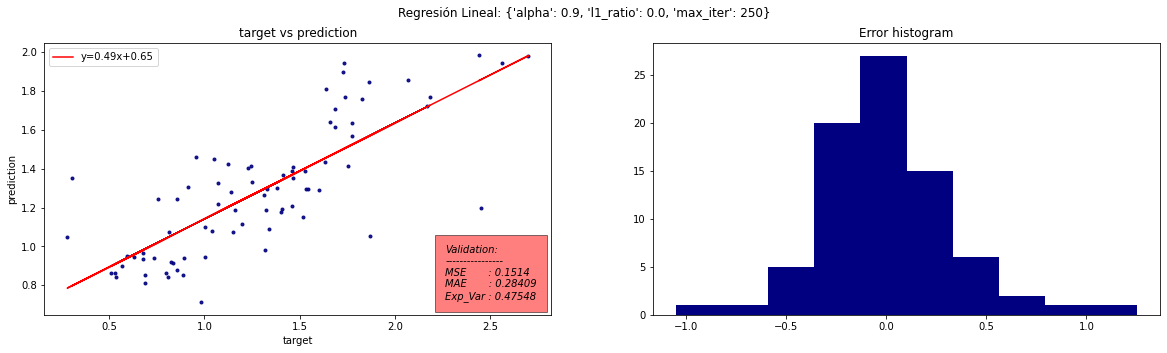 Regresión Lineal: {'alpha': 0.9, 'l1_ratio': 0.0, 'max_iter': 250}
target vs prediction
Error histogram
y=0.49x+0.65
2.0
1.8
1.6
1.4
1.2
1.0
0.8
prediction
Validation:
-----------------
MSE : 0.1514
MAE : 0.28409
Exp_Var : 0.47548
0.5
1.0
1.5
2.0
2.5
target
25
20
15
10
5
0
−1.0
−0.5
0.0
0.5
1.0